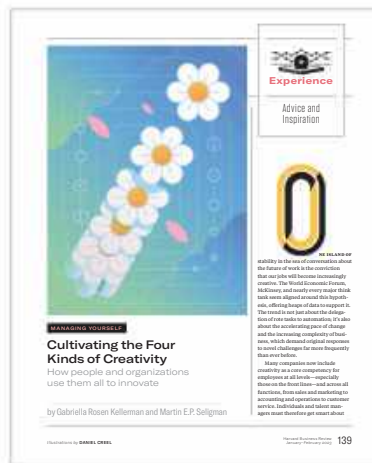 Experience
Advice and
Inspiration
NE ISLAND OF
stability in the sea of conversation about
the future of work is the conviction
that our jobs will become increasingly
creative. The World Economic Forum,
McKinsey, and nearly every major think
tank seem aligned around this hypoth-
esis, offering heaps of data to support it.
The trend is not just about the delega-
tion of rote tasks to automation; it's also
about the accelerating pace of change
and the increasing complexity of busi-
ness, which demand original responses
to novel challenges far more frequently
than ever before.
Many companies now include
creativity as a core competency for
employees at all levels—especially
those on the front lines—and across all
functions, from sales and marketing to
accounting and operations to customer
service. Individuals and talent man-
agers must therefore get smart about
MANAGING YOURSELF
Cultivating the Four
Kinds of Creativity
How people and organizations
use them all to innovate
by Gabriella Rosen Kellerman and Martin E.P. Seligman
Illustrations by DANIEL CREEL
Harvard Business Review
January–February 2023
139